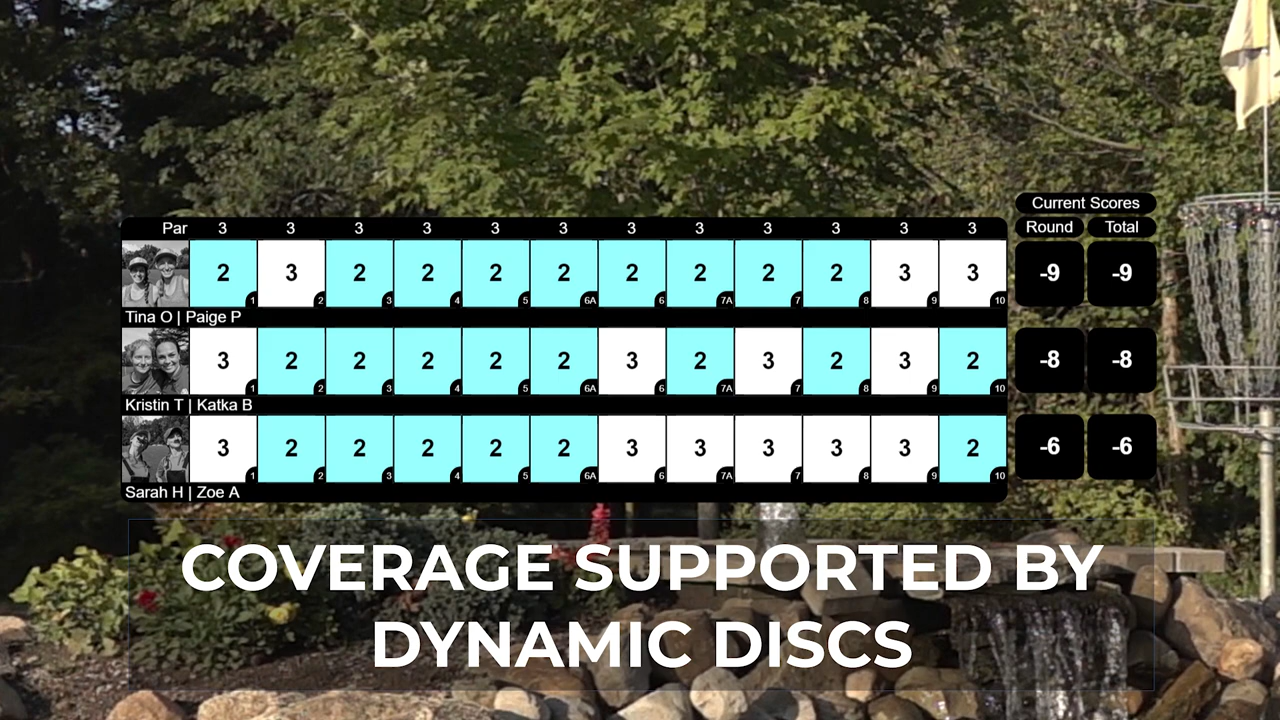 Current Scores
Par 3 3 3 3 3 3 3 3 3 3 3 3 Round Total
2 3 2 2 2 2 2 2 2 2 3 3 -9 -9
1 2 3 4 5 6A 6 7A 7 8 9 10
Tina O | Paige P
3 2 2 2 2 2 3 2 3 2 3 2 -8 -8
1 2 3 4 5 6A 6 7A 7 8 9 10
Kristin T | Katka B
3 2 2 2 2 2 3 3 3 3 3 2 -6 -6
1 2 3 4 5 6A 6 7A 7 8 9 10
Sarah H | Zoe A
COVERAGE SUPPORTED BY
DYNAMIC DISCS